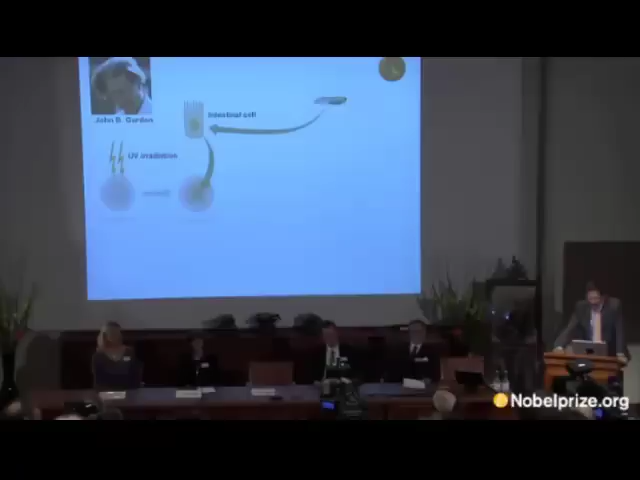 John B. Gurdon
Intestinal cell
UV irradiation
Nobelprize.org